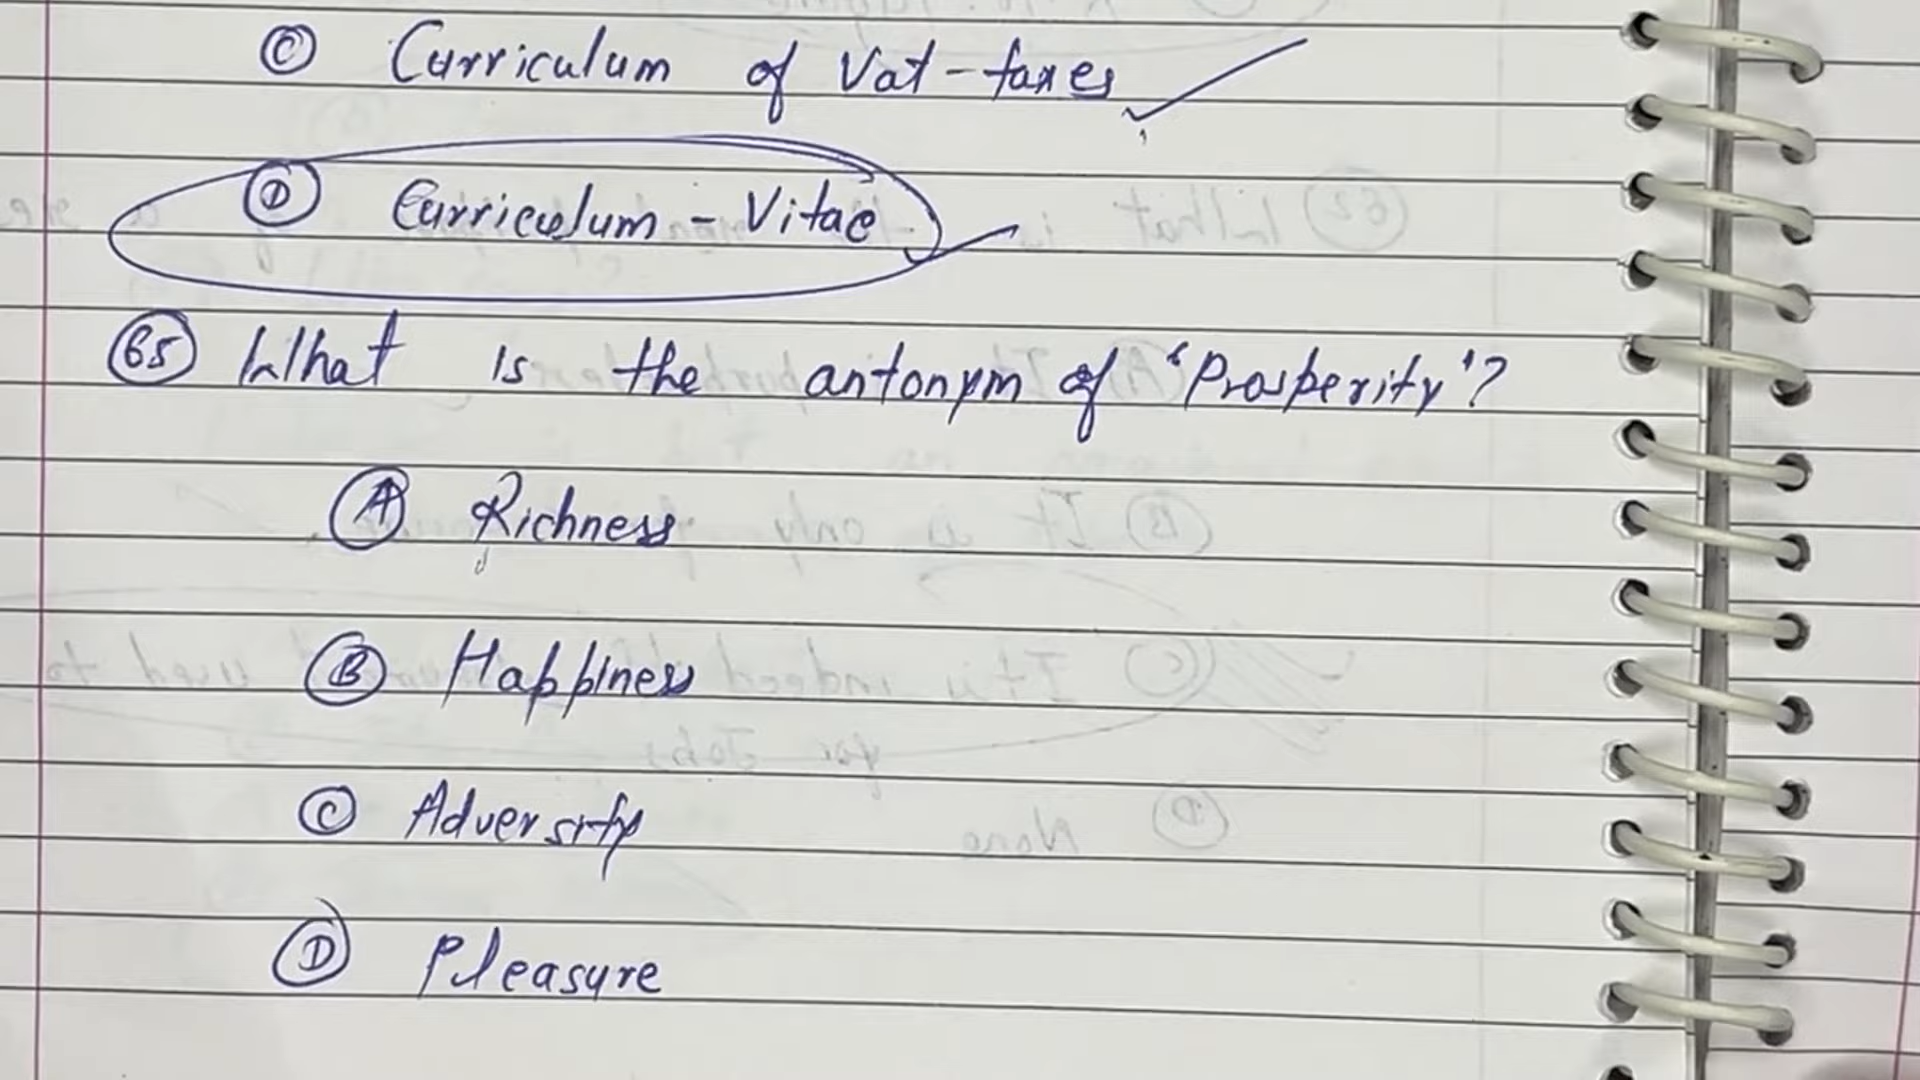 C Curriculum of Vat-taxes
D Curriculum - Vitae
65 What is the antonym of 'Prosperity'?
A Richness
B Happiness
C Adversity
D Pleasure